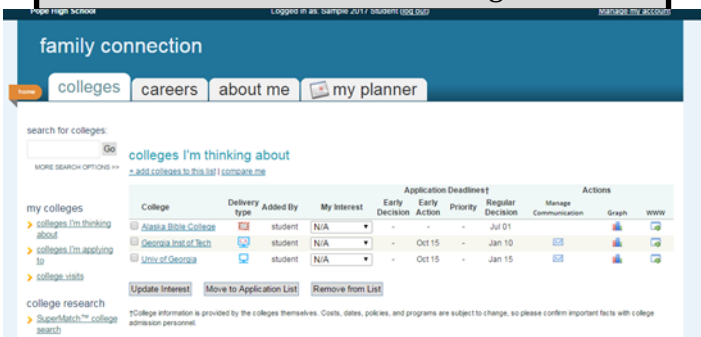 Pope High School Logged in as: Sample 2017 Student (log out) Manage my account
family connection
home colleges careers about me my planner
search for colleges:
Go
MORE SEARCH OPTIONS >>
colleges I'm thinking about
+ add colleges to this list | compare me
my colleges
colleges I'm thinking about
colleges I'm applying to
college visits
college research
SuperMatch™ college search
Application Deadlines† Actions
College Delivery type Added By My Interest Early Decision Early Action Priority Regular Decision Manage Communication Graph WWW
Alaska Bible College student N/A - - - Jul 01
Georgia Inst of Tech student N/A - Oct 15 - Jan 10
Univ of Georgia student N/A - Oct 15 - Jan 15
Update Interest Move to Application List Remove from List
†College information is provided by the colleges themselves. Costs, dates, policies, and programs are subject to change, so please confirm important facts with college
admission personnel.